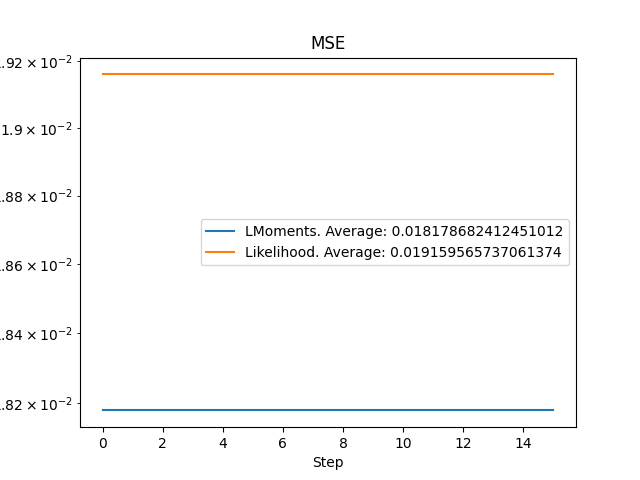 MSE
.92 × 10⁻²
1.9 × 10⁻²
.88 × 10⁻²
.86 × 10⁻²
.84 × 10⁻²
.82 × 10⁻²
LMoments. Average: 0.018178682412451012
Likelihood. Average: 0.019159565737061374
0 2 4 6 8 10 12 14
Step